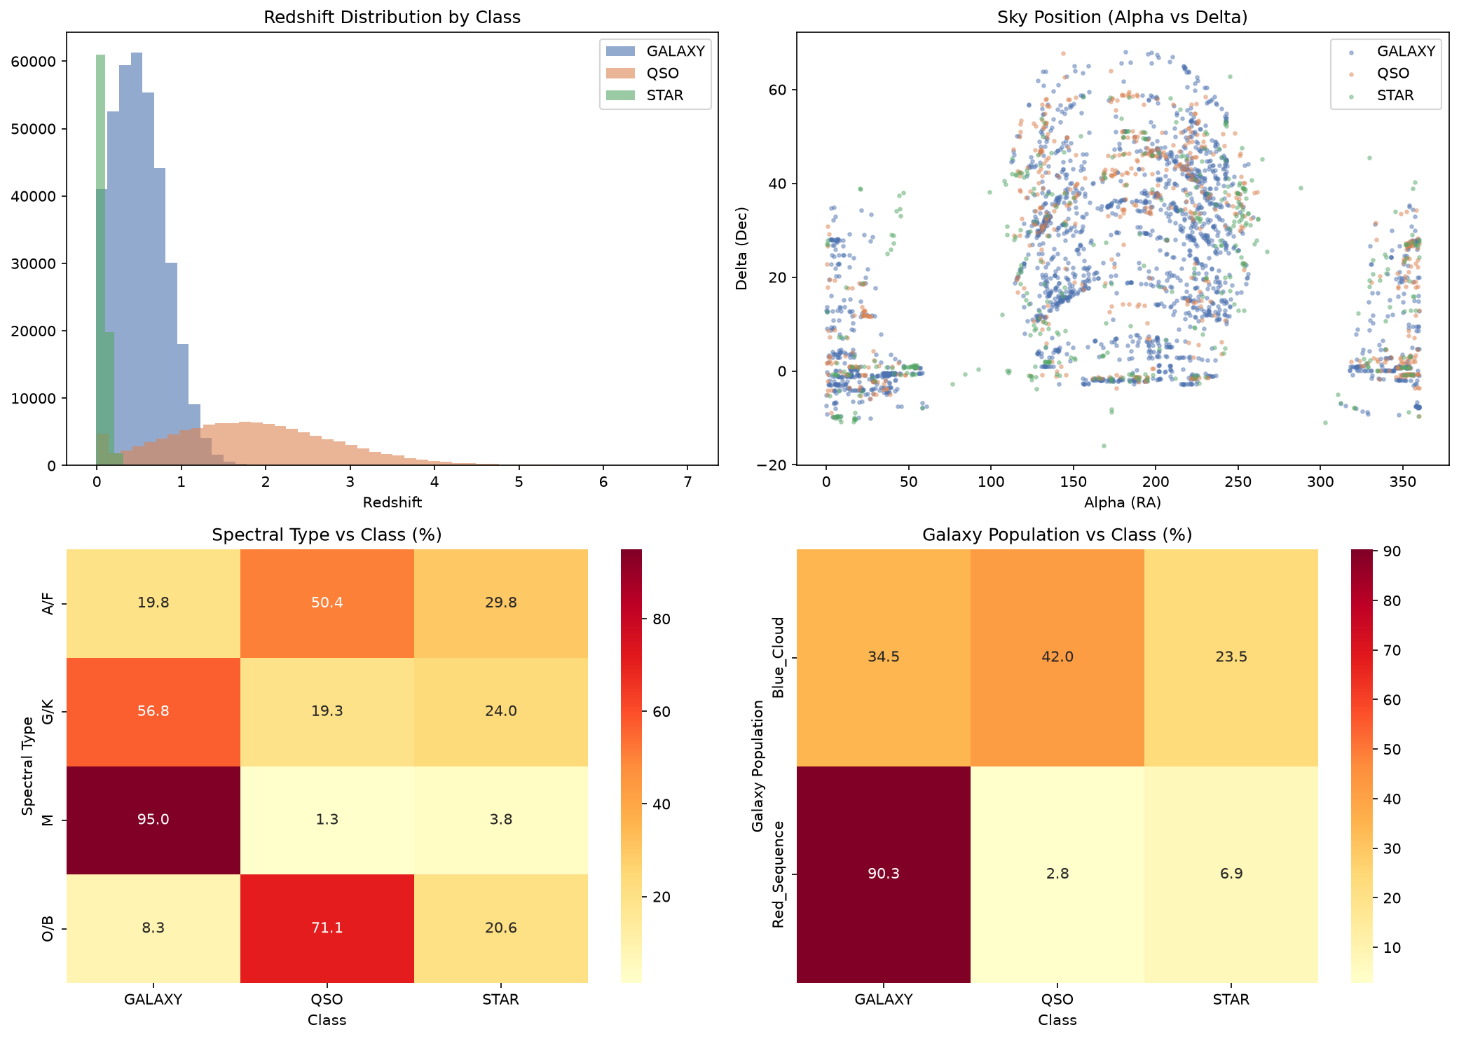 Redshift Distribution by Class
GALAXY
QSO
STAR
60000
50000
40000
30000
20000
10000
0
0 1 2 3 4 5 6 7
Redshift
Sky Position (Alpha vs Delta)
GALAXY
QSO
STAR
Delta (Dec)
60
40
20
0
−20
0 50 100 150 200 250 300 350
Alpha (RA)
Spectral Type vs Class (%)
Spectral Type
A/F 19.8 50.4 29.8
G/K 56.8 19.3 24.0
M 95.0 1.3 3.8
O/B 8.3 71.1 20.6
GALAXY QSO STAR
Class
80
60
40
20
Galaxy Population vs Class (%)
Galaxy Population
Blue_Cloud 34.5 42.0 23.5
Red_Sequence 90.3 2.8 6.9
GALAXY QSO STAR
Class
90
80
70
60
50
40
30
20
10